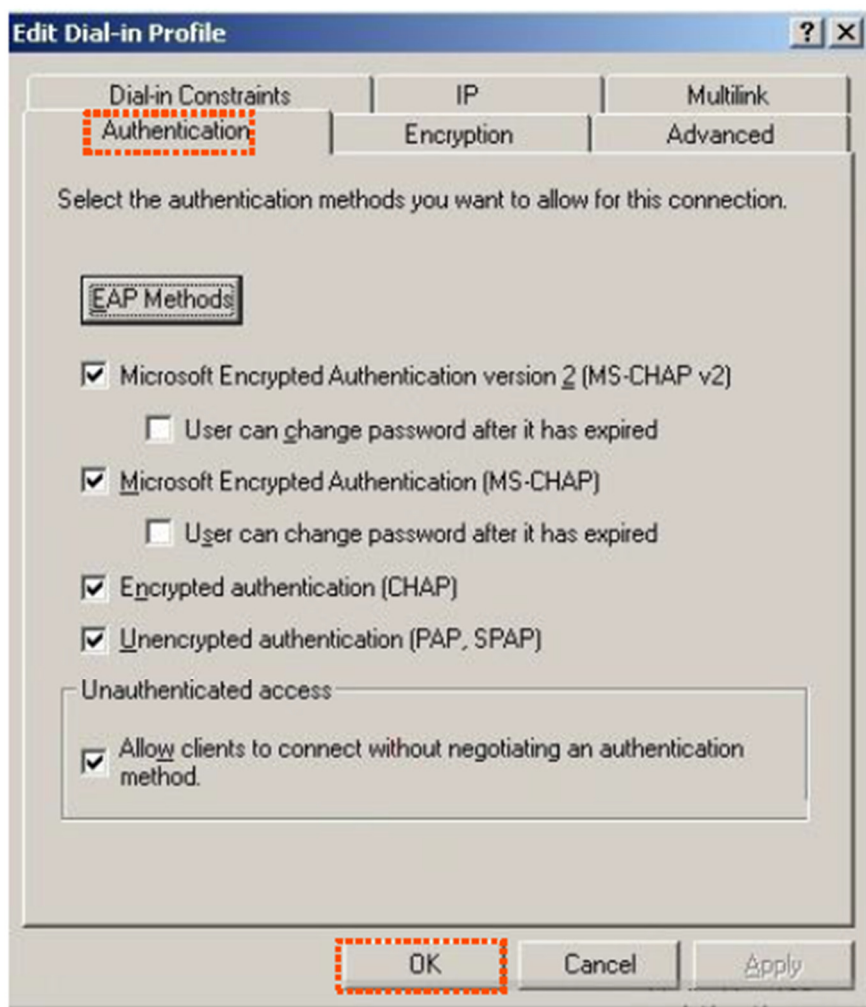 Edit Dial-in Profile
Dial-in Constraints
IP
Multilink
Authentication
Encryption
Advanced
Select the authentication methods you want to allow for this connection.
EAP Methods
Microsoft Encrypted Authentication version 2 (MS-CHAP v2)
User can change password after it has expired
Microsoft Encrypted Authentication (MS-CHAP)
User can change password after it has expired
Encrypted authentication (CHAP)
Unencrypted authentication (PAP, SPAP)
Unauthenticated access
Allow clients to connect without negotiating an authentication
method.
OK
Cancel
Apply